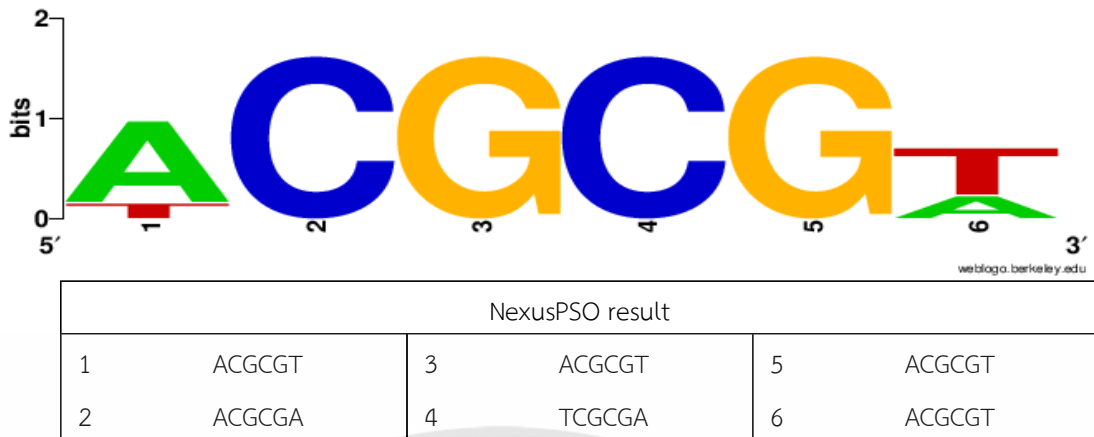 2
bits
1
0
A C G C G T
T A
1 2 3 4 5 6
5′ 3′
weblogo.berkeley.edu
NexusPSO result
1 ACGCGT 3 ACGCGT 5 ACGCGT
2 ACGCGA 4 TCGCGA 6 ACGCGT